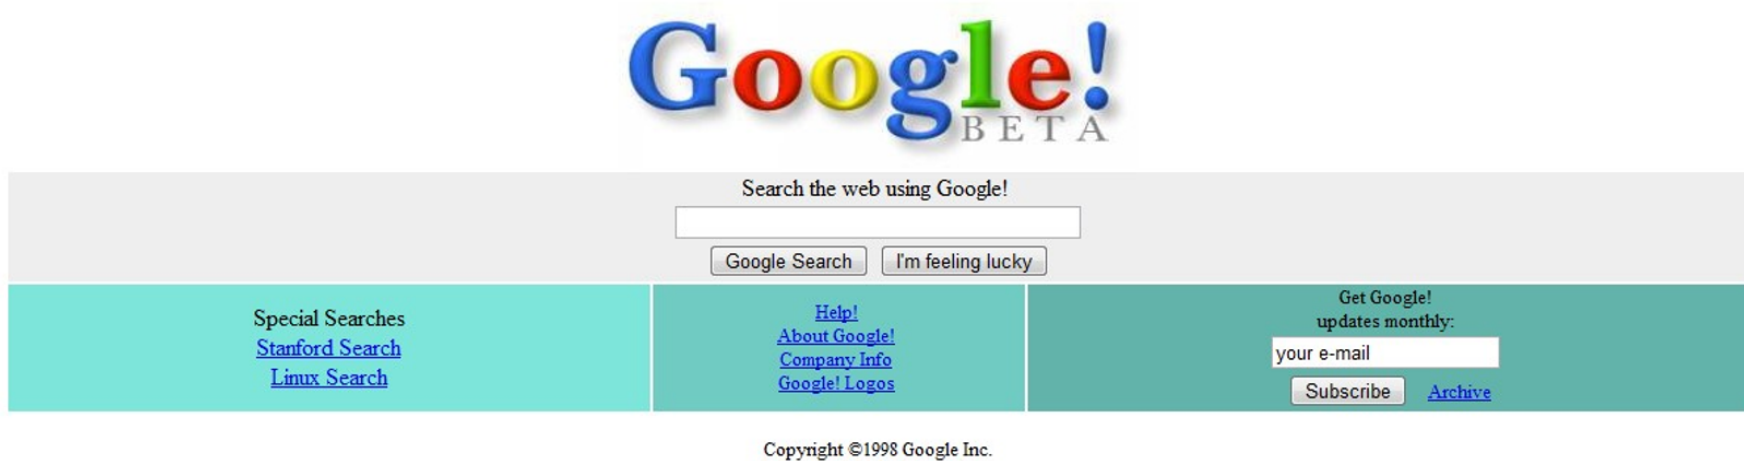 Google!
BETA
Search the web using Google!
Google Search I'm feeling lucky
Special Searches
Stanford Search
Linux Search
Help!
About Google!
Company Info
Google! Logos
Get Google!
updates monthly:
your e-mail
Subscribe Archive
Copyright ©1998 Google Inc.